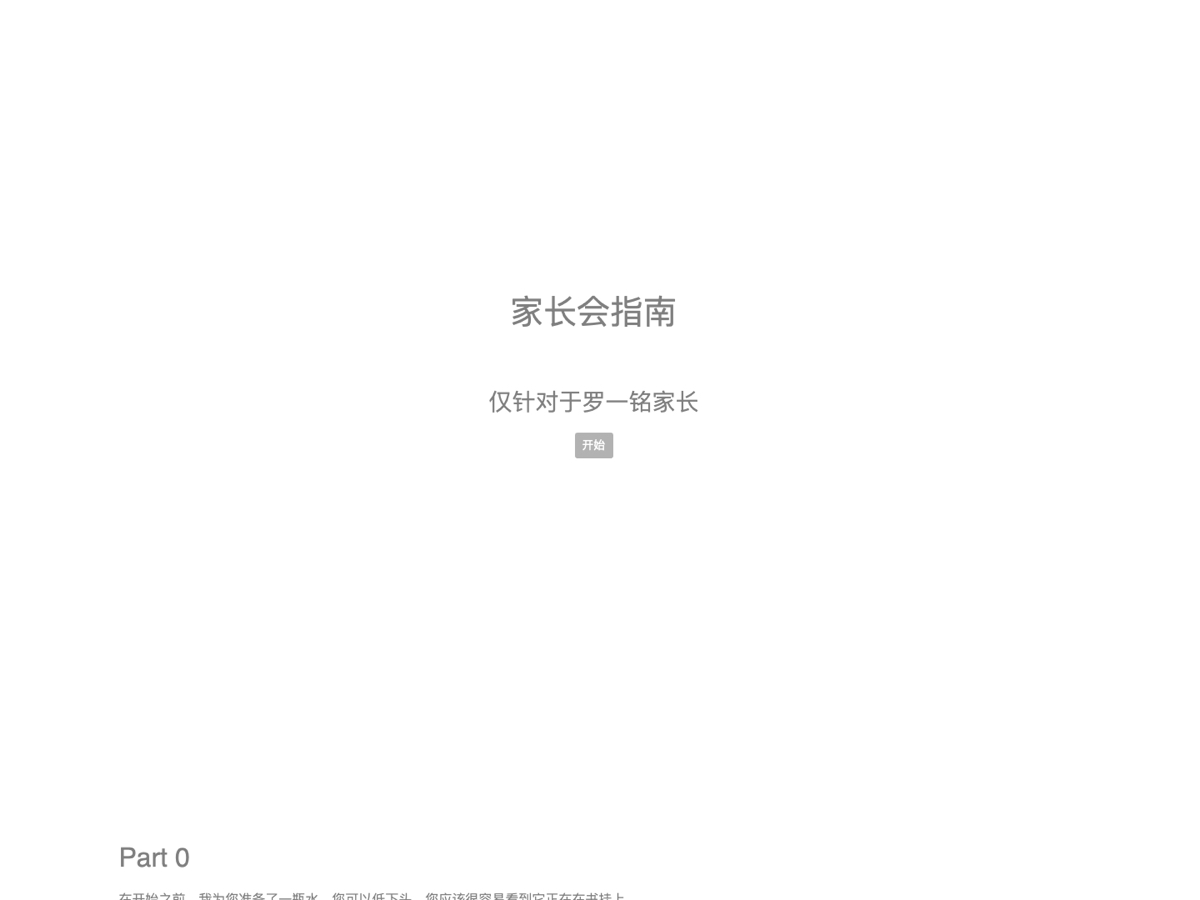 家长会指南
仅针对于罗一铭家长
开始
Part 0
在开始之前，我为您准备了一瓶水，您可以低下头，您应该很容易看到它正在在书挂上